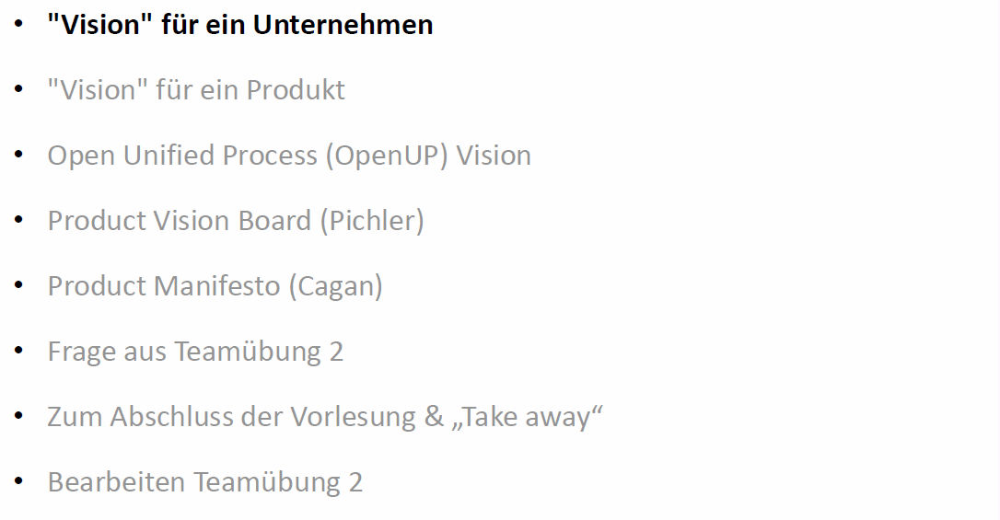 • "Vision" für ein Unternehmen
• "Vision" für ein Produkt
• Open Unified Process (OpenUP) Vision
• Product Vision Board (Pichler)
• Product Manifesto (Cagan)
• Frage aus Teamübung 2
• Zum Abschluss der Vorlesung & „Take away“
• Bearbeiten Teamübung 2